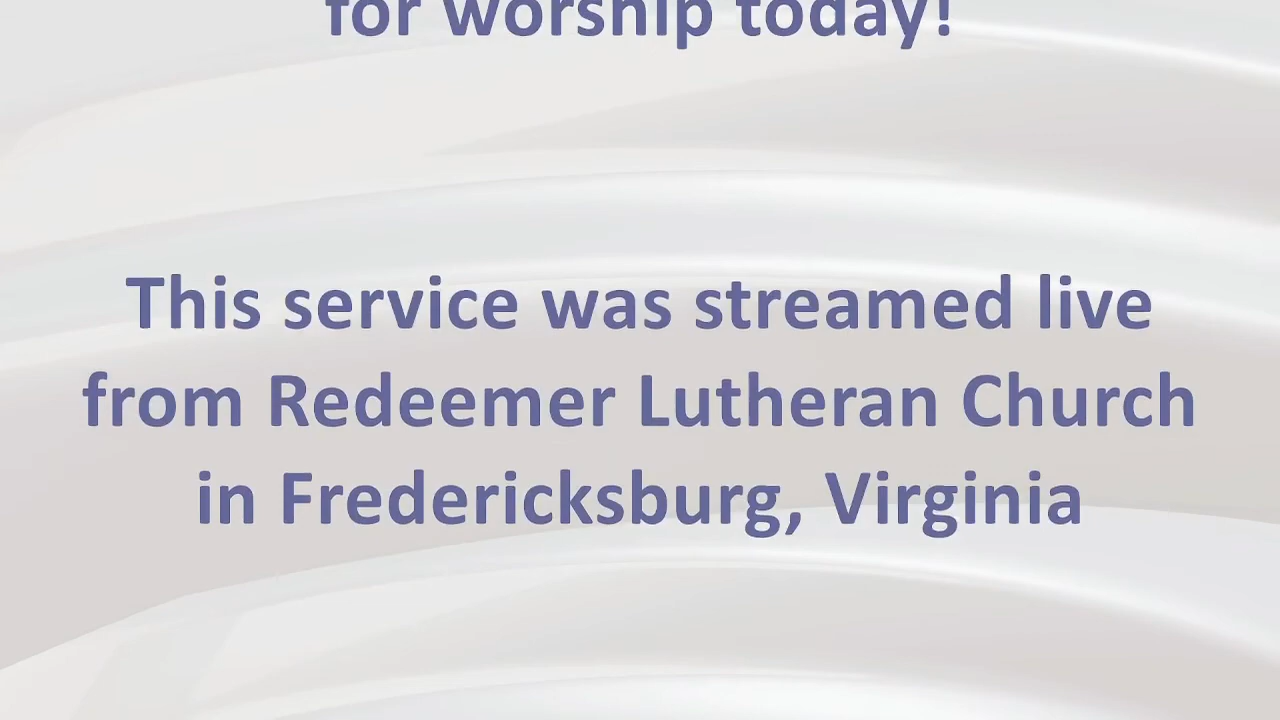 for worship today!
This service was streamed live
from Redeemer Lutheran Church
in Fredericksburg, Virginia